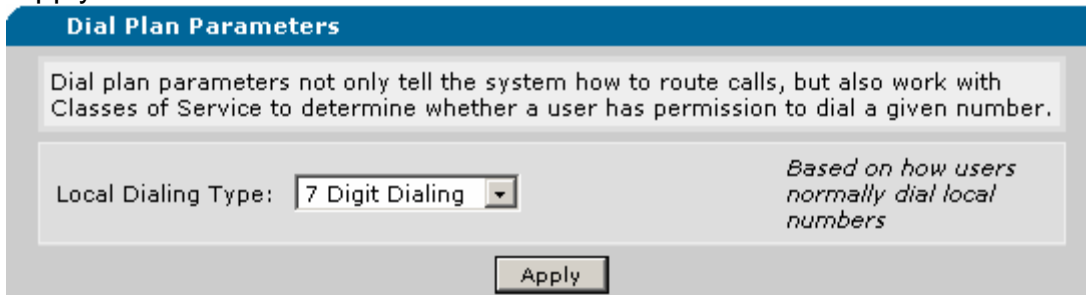 Dial Plan Parameters
Dial plan parameters not only tell the system how to route calls, but also work with
Classes of Service to determine whether a user has permission to dial a given number.
Local Dialing Type: 7 Digit Dialing
Based on how users
normally dial local
numbers
Apply